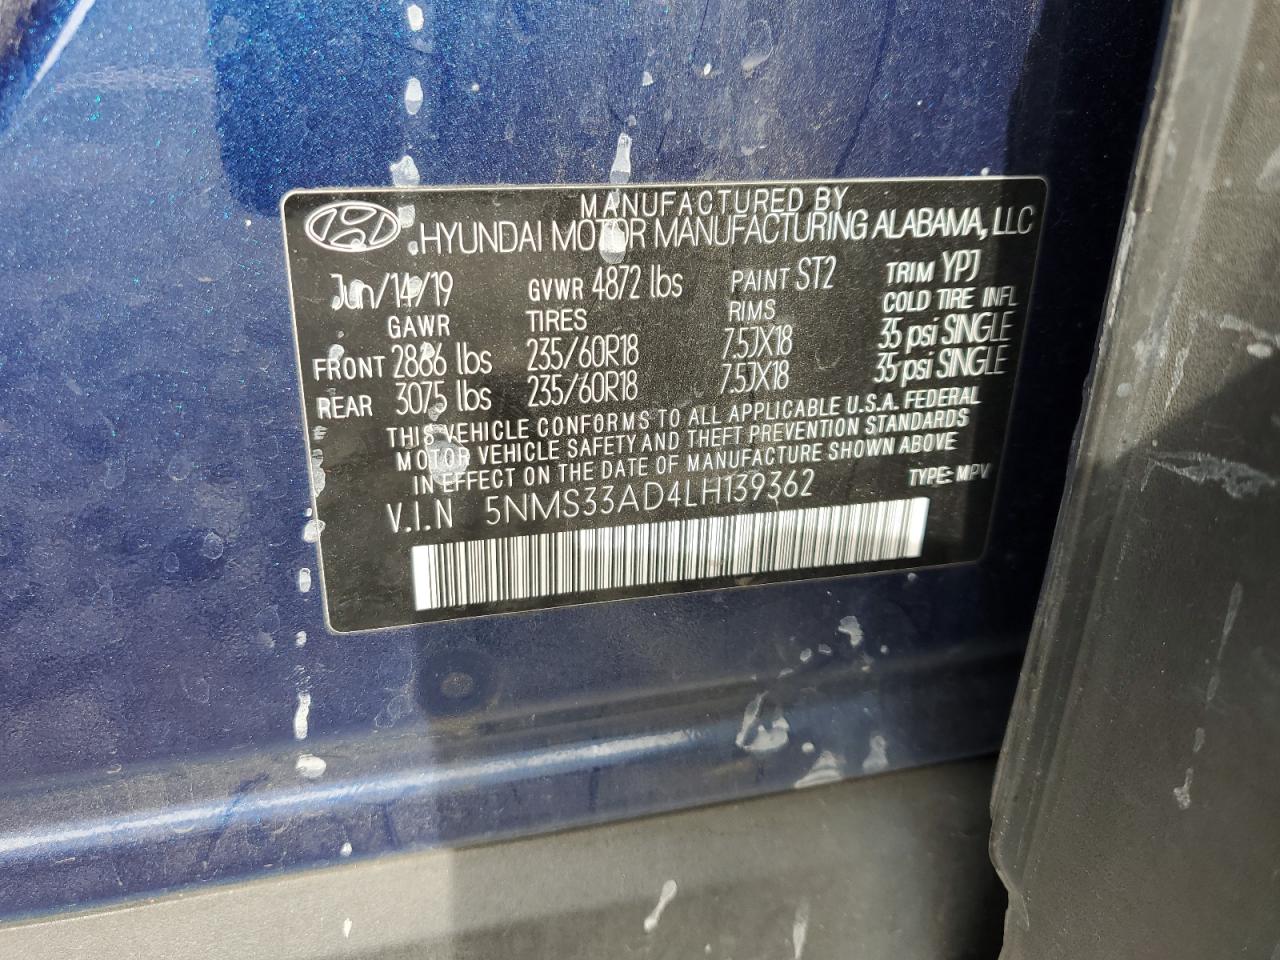 MANUFACTURED BY
HYUNDAI MOTOR MANUFACTURING ALABAMA, LLC
Jun/14/19 GVWR 4872 lbs PAINT ST2 TRIM YPJ
GAWR TIRES RIMS COLD TIRE INFL
FRONT 2886 lbs 235/60R18 7.5JX18 35 psi SINGLE
REAR 3075 lbs 235/60R18 7.5JX18 35 psi SINGLE
THIS VEHICLE CONFORMS TO ALL APPLICABLE U.S.A. FEDERAL
MOTOR VEHICLE SAFETY AND THEFT PREVENTION STANDARDS
IN EFFECT ON THE DATE OF MANUFACTURE SHOWN ABOVE
V.I.N 5NMS33AD4LH139362 TYPE: MPV